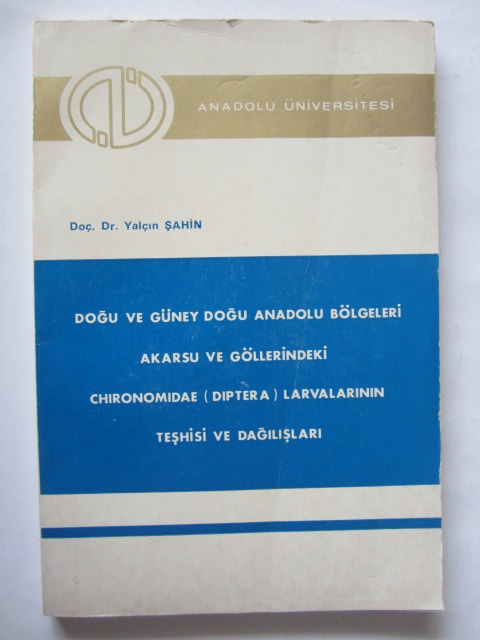 ANADOLU ÜNİVERSİTESİ
Doç. Dr. Yalçın ŞAHİN
DOĞU VE GÜNEY DOĞU ANADOLU BÖLGELERİ
AKARSU VE GÖLLERİNDEKİ
CHIRONOMIDAE ( DIPTERA ) LARVALARININ
TEŞHİSİ VE DAĞILIŞLARI